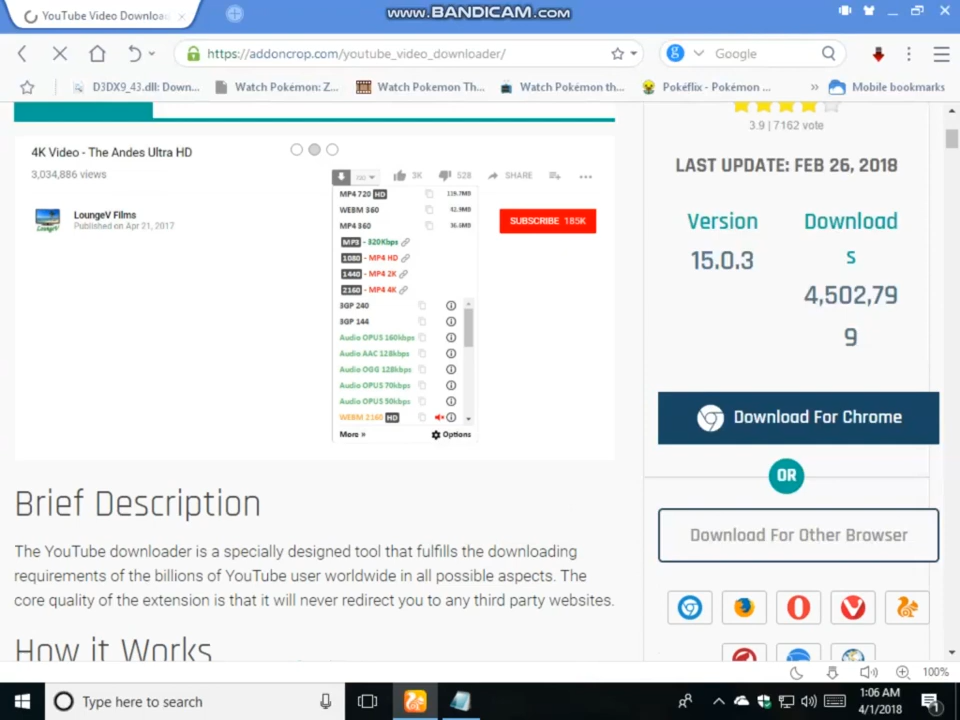 YouTube Video Downloa
www.BANDICAM.com
https://addoncrop.com/youtube_video_downloader/
Google
D3DX9_43.dll: Down...
Watch Pokémon: Z...
Watch Pokemon Th...
Watch Pokémon th...
Pokéflix - Pokémon ...
Mobile bookmarks
4K Video - The Andes Ultra HD
3,034,886 views
3K
528
SHARE
LoungeV Films
Published on Apr 21, 2017
SUBSCRIBE 185K
MP4 720 HD
WEBM 360
MP4 360
MP3 - 320Kbps
1080 - MP4 HD
1440 - MP4 2K
2160 - MP4 4K
3GP 240
3GP 144
Audio OPUS 160kbps
Audio AAC 128kbps
Audio OGG 128kbps
Audio OPUS 70kbps
Audio OPUS 50kbps
WEBM 2160 HD
More »
Options
Brief Description
The YouTube downloader is a specially designed tool that fulfills the downloading
requirements of the billions of YouTube user worldwide in all possible aspects. The
core quality of the extension is that it will never redirect you to any third party websites.
How it Works
3.9 | 7162 vote
LAST UPDATE: FEB 26, 2018
Version
15.0.3
Download
s
4,502,79
9
Download For Chrome
OR
Download For Other Browser
100%
Type here to search
1:06 AM
4/1/2018